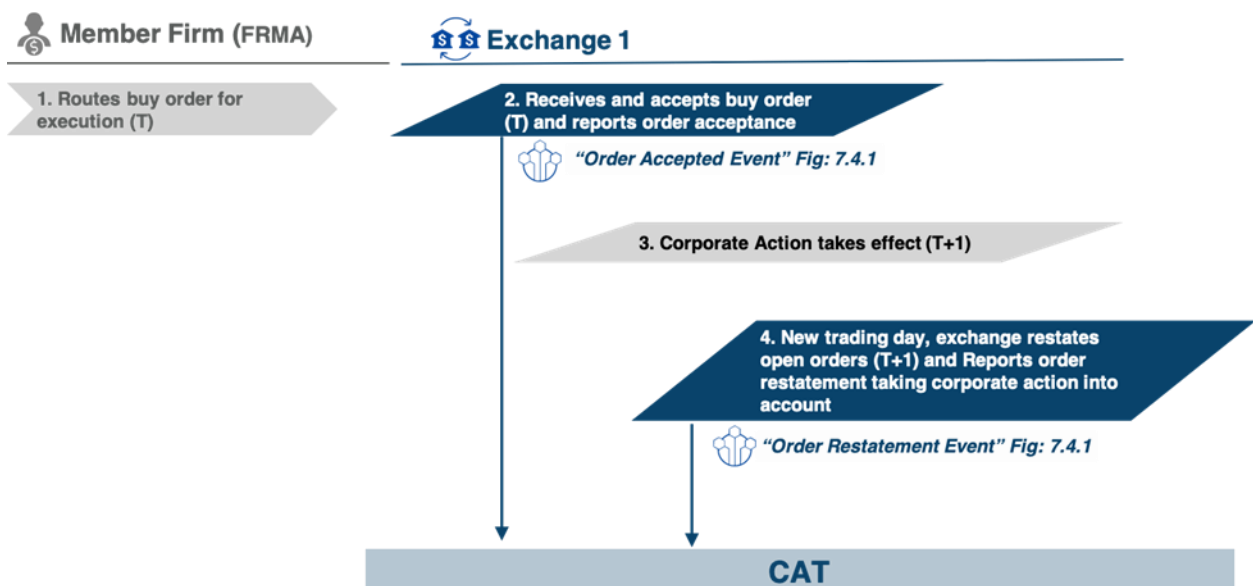 Member Firm (FRMA)
Exchange 1
1. Routes buy order for
execution (T)
2. Receives and accepts buy order
(T) and reports order acceptance
“Order Accepted Event” Fig: 7.4.1
3. Corporate Action takes effect (T+1)
4. New trading day, exchange restates
open orders (T+1) and Reports order
restatement taking corporate action into
account
“Order Restatement Event” Fig: 7.4.1
CAT